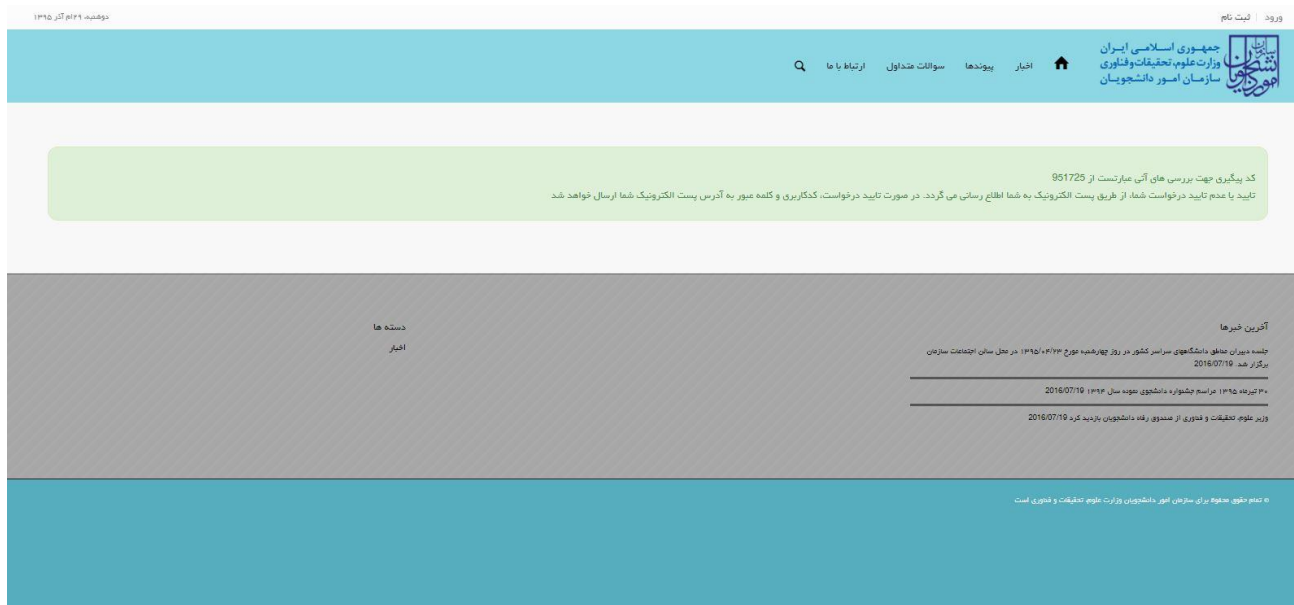 ورود | ثبت نام
دوشنبه، ۲۹ام آذر ۱۳۹۵
جمهوری اسلامی ایران
وزارت علوم، تحقیقات و فناوری
سازمان امور دانشجویان
سازمان امور دانشجویان
اخبار
پیوندها
سوالات متداول
ارتباط با ما
کد پیگیری جهت بررسی های آتی عبارتست از 951725
تایید یا عدم تایید درخواست شما، از طریق پست الکترونیک به شما اطلاع رسانی می گردد. در صورت تایید درخواست، کدکاربری و کلمه عبور به آدرس پست الکترونیک شما ارسال خواهد شد
آخرین خبرها
جلسه دبیران مناطق دانشگاههای سراسر کشور در روز چهارشنبه مورخ ۱۳۹۵/۰۴/۲۳ در محل سالن اجتماعات سازمان
برگزار شد. 2016/07/19
۳۰ تیرماه ۱۳۹۵ مراسم جشنواره دانشجوی نمونه سال ۱۳۹۴ 2016/07/19
وزیر علوم، تحقیقات و فناوری از صندوق رفاه دانشجویان بازدید کرد 2016/07/19
دسته ها
اخبار
© تمام حقوق محفوظ برای سازمان امور دانشجویان وزارت علوم، تحقیقات و فناوری است